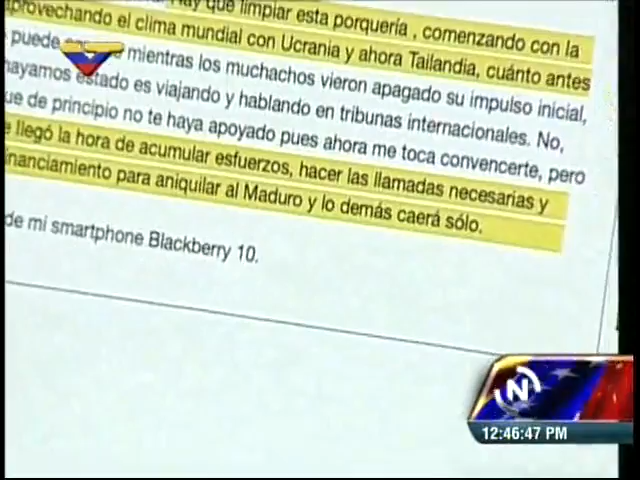 hay que limpiar esta porquería , comenzando con la
aprovechando el clima mundial con Ucrania y ahora Tailandia, cuánto antes
puede mientras los muchachos vieron apagado su impulso inicial,
hayamos estado es viajando y hablando en tribunas internacionales. No,
ue de principio no te haya apoyado pues ahora me toca convencerte, pero
e llegó la hora de acumular esfuerzos, hacer las llamadas necesarias y
inanciamiento para aniquilar al Maduro y lo demás caerá sólo.
de mi smartphone Blackberry 10.
N
12:46:47 PM